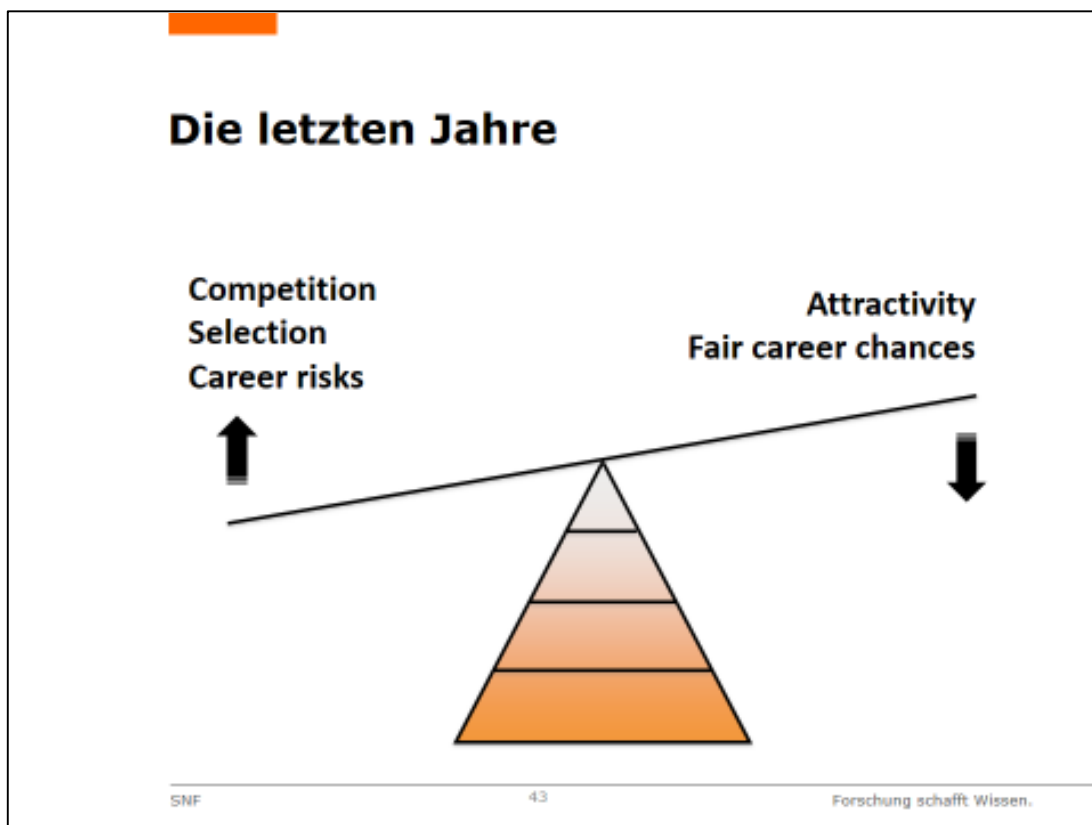 Die letzten Jahre
Competition
Selection
Career risks
Attractivity
Fair career chances
SNF
43
Forschung schafft Wissen.